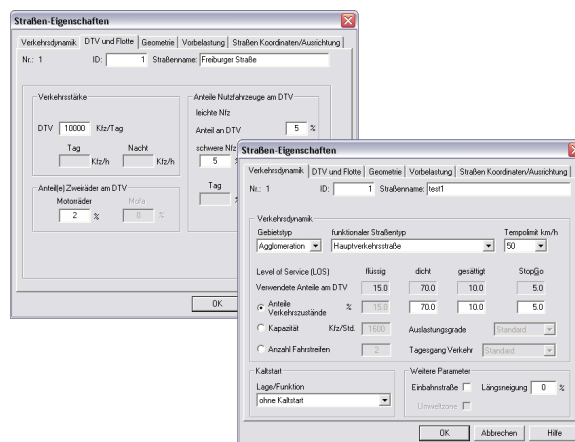 Straßen-Eigenschaften
Verkehrsdynamik DTV und Flotte Geometrie Vorbelastung Straßen Koordinaten/Ausrichtung
Nr.: 1 ID: 1 Straßenname: Freiburger Straße
Verkehrsstärke
DTV 10000 Kfz/Tag
Tag Nacht
Kfz/h Kfz/h
Anteil(e) Zweiräder am DTV
Motorräder Mofa
2 % 0 %
Anteile Nutzfahrzeuge am DTV
leichte Nfz
Anteil an DTV 5 %
schwere Nfz
5
Tag
OK
Straßen-Eigenschaften
Verkehrsdynamik DTV und Flotte Geometrie Vorbelastung Straßen Koordinaten/Ausrichtung
Nr.: 1 ID: 1 Straßenname: test1
Verkehrsdynamik
Gebietstyp funktionaler Straßentyp Tempolimit km/h
Agglomeration Hauptverkehrsstraße 50
Level of Service (LOS) flüssig dicht gesättigt Stop&Go
Verwendete Anteile am DTV 15.0 70.0 10.0 5.0
Anteile Verkehrszustände % 15.0 70.0 10.0 5.0
Kapazität Kfz/Std. 1600 Auslastungsgrade Standard
Anzahl Fahrstreifen 2 Tagesgang Verkehr Standard
Kaltstart
Lage/Funktion
ohne Kaltstart
Weitere Parameter
Einbahnstraße Längsneigung 0 %
Umweltzone
OK Abbrechen Hilfe